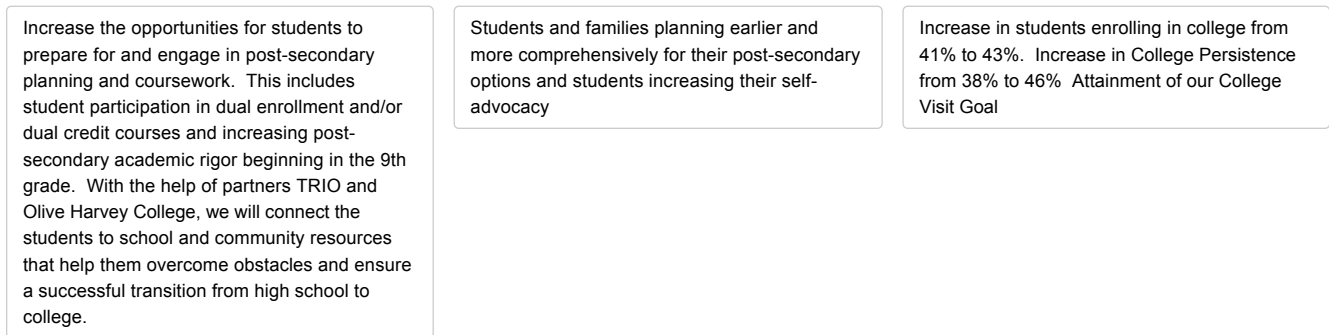 Increase the opportunities for students to
prepare for and engage in post-secondary
planning and coursework.  This includes
student participation in dual enrollment and/or
dual credit courses and increasing post-
secondary academic rigor beginning in the 9th
grade.  With the help of partners TRIO and
Olive Harvey College, we will connect the
students to school and community resources
that help them overcome obstacles and ensure
a successful transition from high school to
college.
Students and families planning earlier and
more comprehensively for their post-secondary
options and students increasing their self-
advocacy
Increase in students enrolling in college from
41% to 43%.  Increase in College Persistence
from 38% to 46%  Attainment of our College
Visit Goal